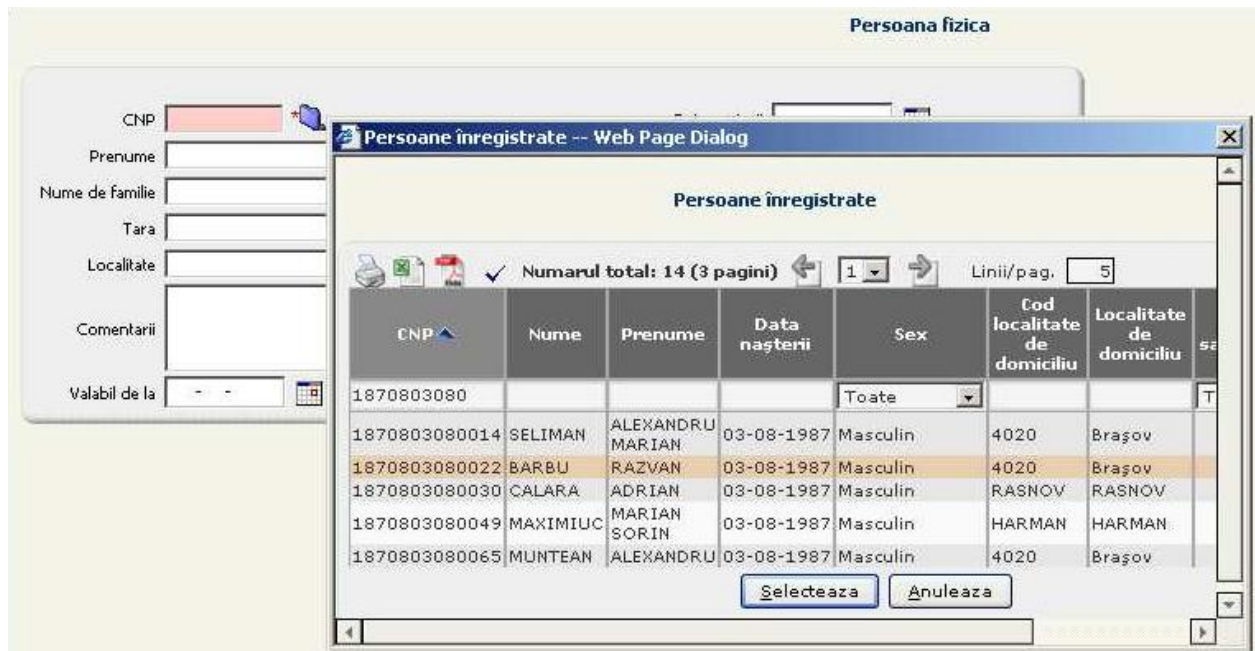 Persoana fizica
CNP *
Prenume
Nume de familie
Tara
Localitate
Comentarii
Valabil de la - -
Persoane înregistrate -- Web Page Dialog
Persoane înregistrate
Numarul total: 14 (3 pagini) 1 Linii/pag. 5
CNP Nume Prenume Data naşterii Sex Cod localitate de domiciliu Localitate de domiciliu
1870803080 Toate T
1870803080014 SELIMAN ALEXANDRU MARIAN 03-08-1987 Masculin 4020 Braşov
1870803080022 BARBU RAZVAN 03-08-1987 Masculin 4020 Braşov
1870803080030 CALARA ADRIAN 03-08-1987 Masculin RASNOV RASNOV
1870803080049 MAXIMIUC MARIAN SORIN 03-08-1987 Masculin HARMAN HARMAN
1870803080065 MUNTEAN ALEXANDRU 03-08-1987 Masculin 4020 Braşov
Selecteaza Anuleaza